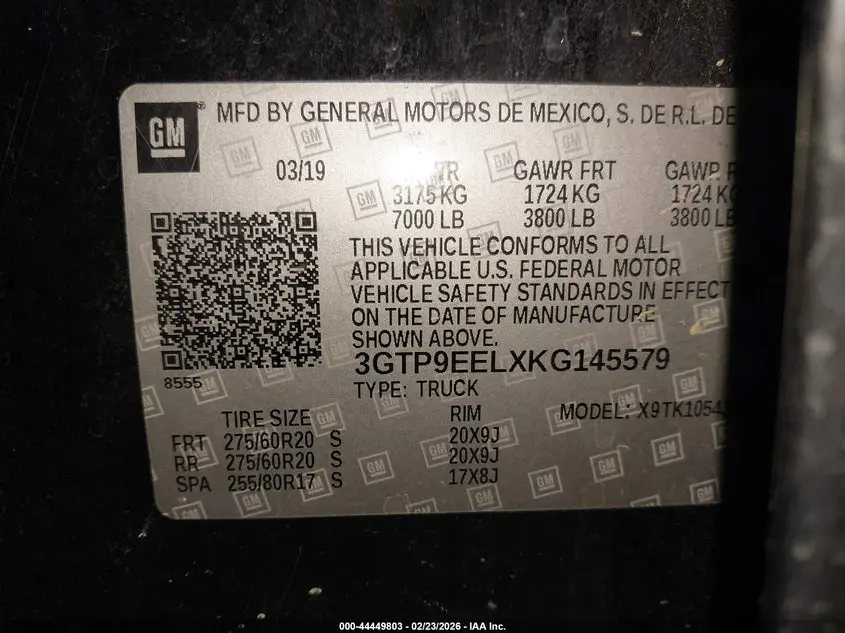 GM
MFD BY GENERAL MOTORS DE MEXICO, S. DE R.L. DE
03/19 GAWR FRT GAWR
3175 KG 1724 KG 1724 KG
7000 LB 3800 LB 3800 LB
THIS VEHICLE CONFORMS TO ALL
APPLICABLE U.S. FEDERAL MOTOR
VEHICLE SAFETY STANDARDS IN EFFECT
ON THE DATE OF MANUFACTURE
SHOWN ABOVE.
8555 3GTP9EELXKG145579
TYPE: TRUCK
TIRE SIZE RIM MODEL: X9TK1054
FRT 275/60R20 S 20X9J
RR 275/60R20 S 20X9J
SPA 255/80R17 S 17X8J
000-44449803 - 02/23/2026 - IAA Inc.